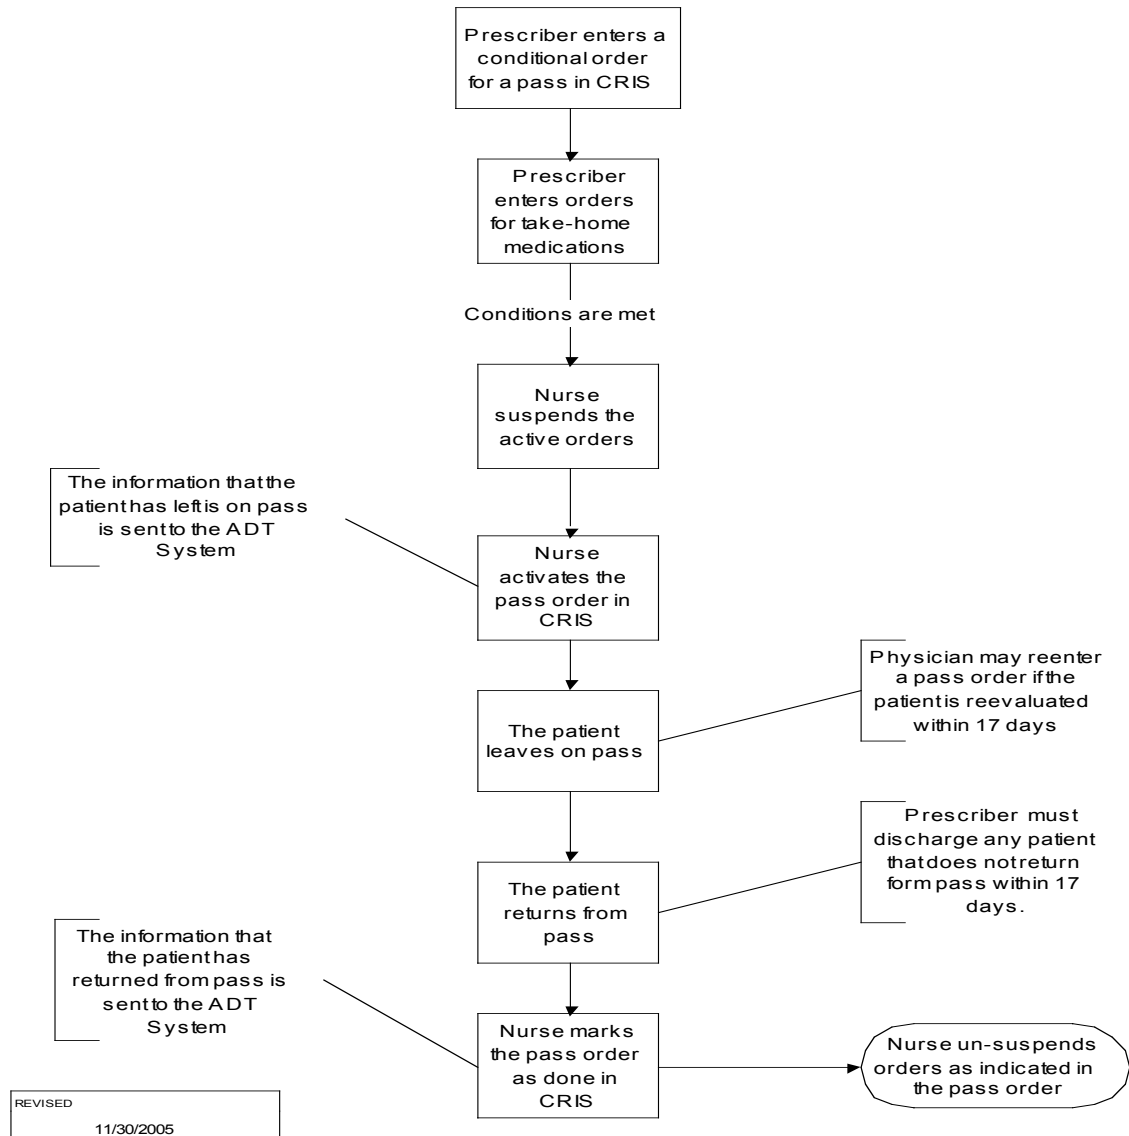 Prescriber enters a
conditional order
for a pass in CRIS
Prescriber
enters orders
for take-home
medications
Conditions are met
Nurse
suspends the
active orders
The information that the
patient has left is on pass
is sent to the ADT
System
Nurse
activates the
pass order in
CRIS
Physician may reenter
a pass order if the
patient is reevaluated
within 17 days
The patient
leaves on pass
Prescriber must
discharge any patient
that does not return
form pass within 17
days.
The patient
returns from
pass
The information that
the patient has
returned from pass is
sent to the ADT
System
Nurse marks
the pass order
as done in
CRIS
Nurse un-suspends
orders as indicated in
the pass order
REVISED
11/30/2005